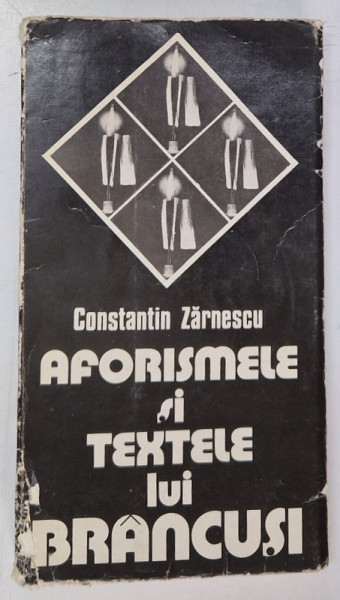 Constantin Zărnescu
AFORISMELE
și
TEXTELE
lui
BRÂNCUȘI